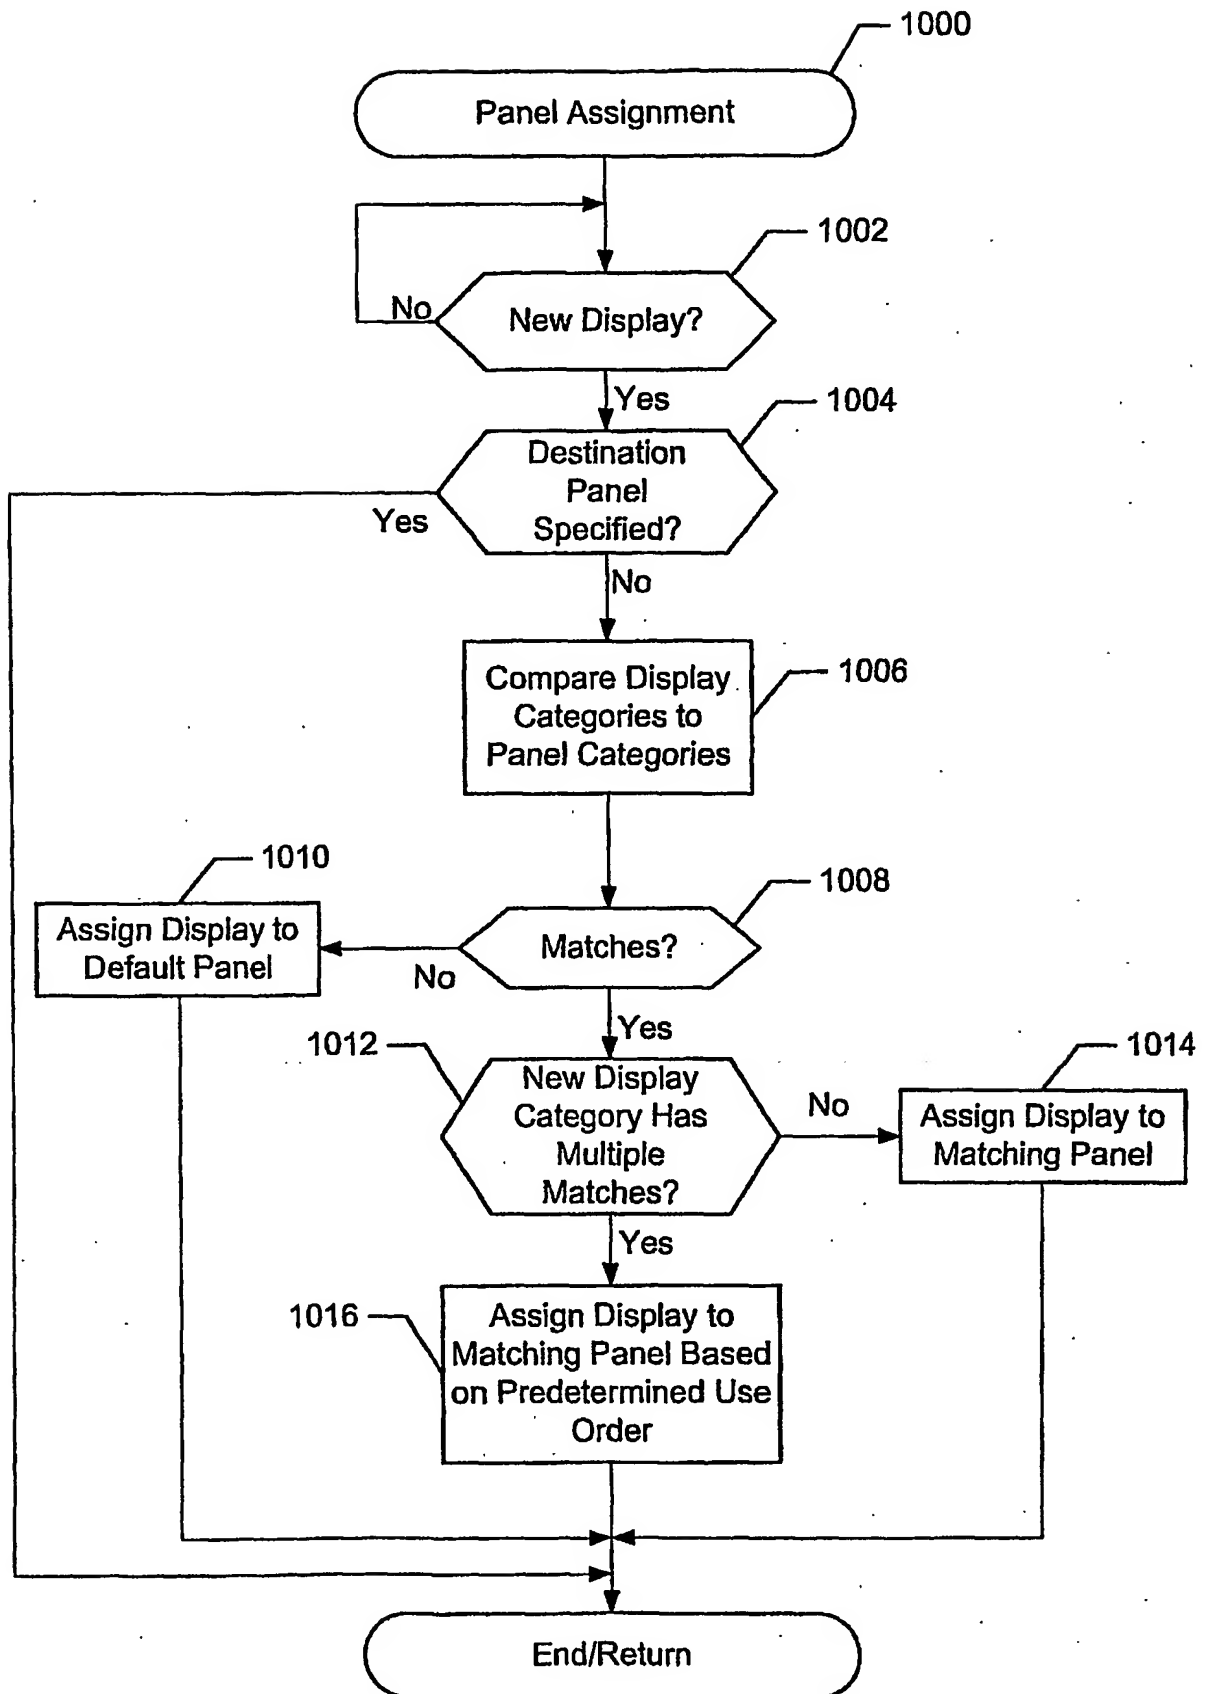 1000
Panel Assignment
1002
No
New Display?
Yes
1004
Destination
Panel
Specified?
Yes
No
Compare Display
Categories to
Panel Categories
1006
1010
Assign Display to
Default Panel
1008
Matches?
No
Yes
1012
New Display
Category Has
Multiple
Matches?
No
1014
Assign Display to
Matching Panel
Yes
1016
Assign Display to
Matching Panel Based
on Predetermined Use
Order
End/Return